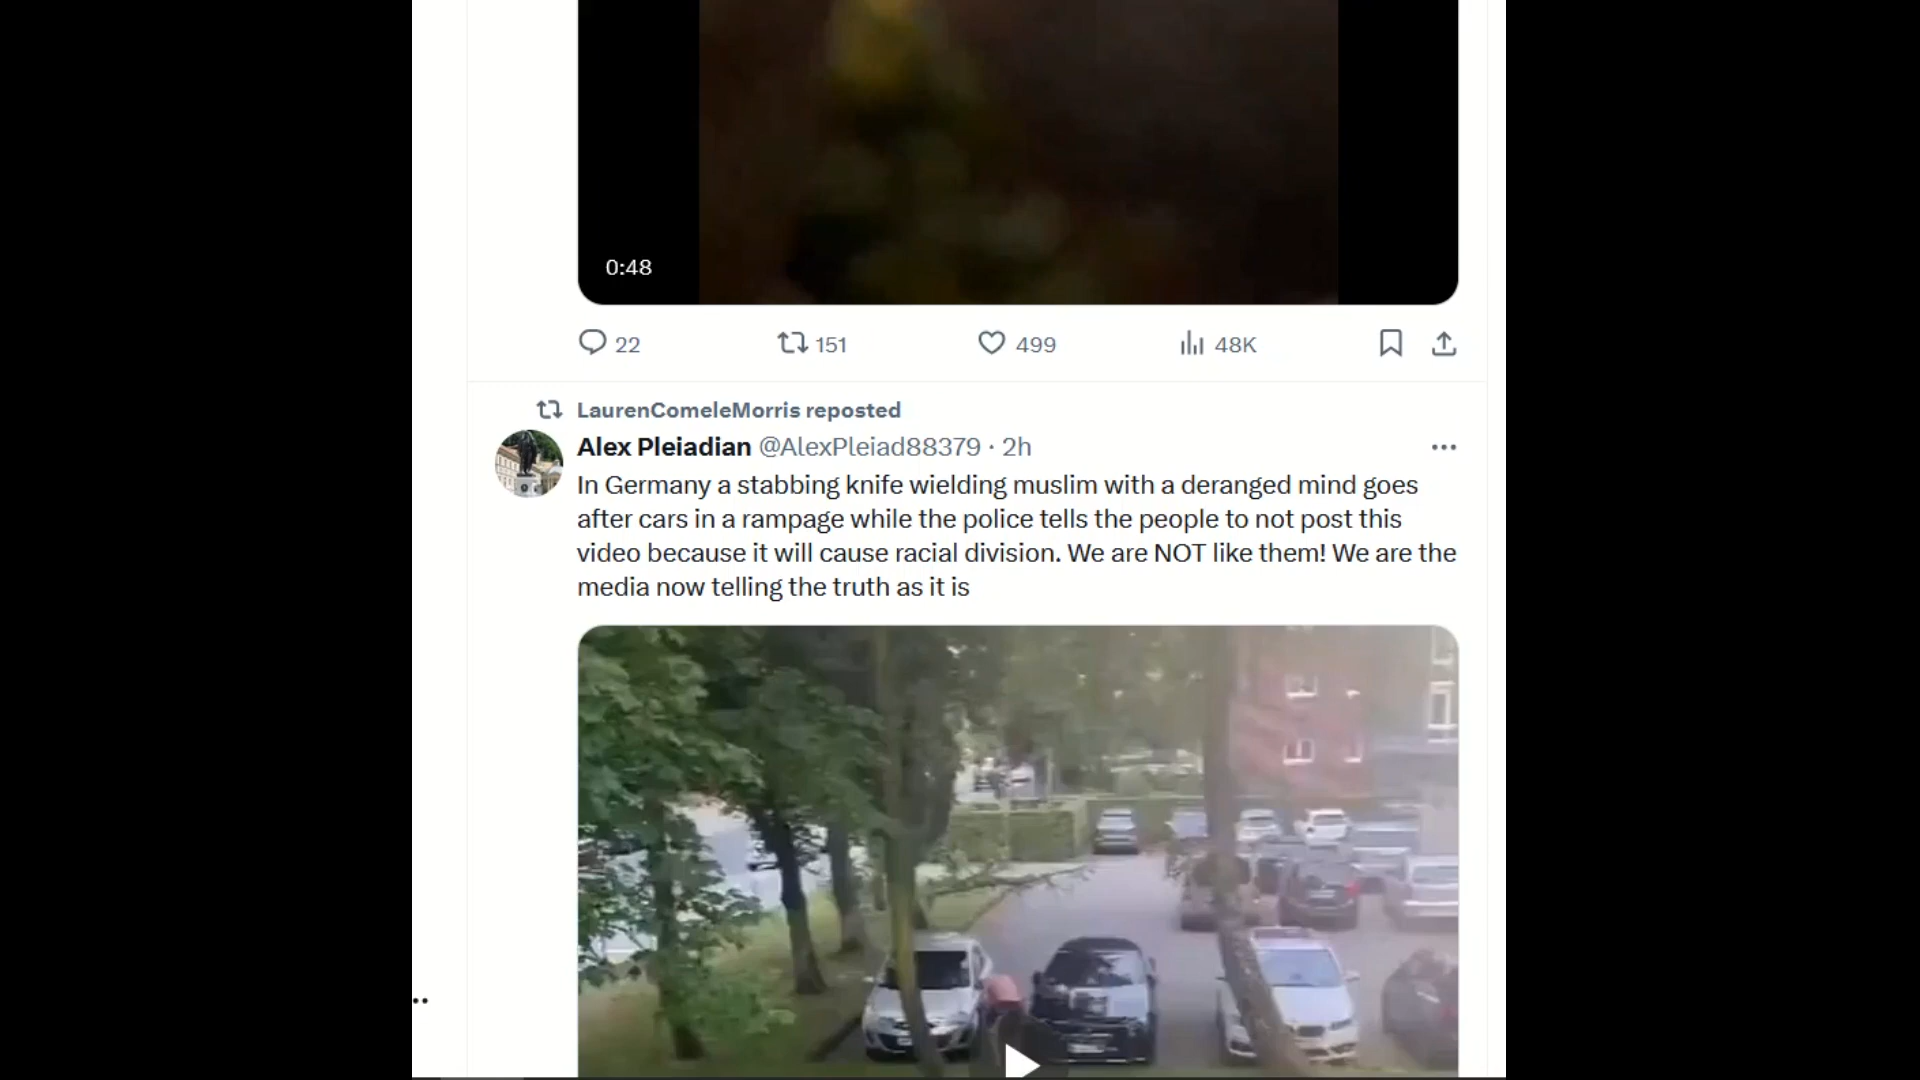 0:48
22
151
499
48K
LaurenComeleMorris reposted
Alex Pleiadian @AlexPleiad88379 · 2h
In Germany a stabbing knife wielding muslim with a deranged mind goes
after cars in a rampage while the police tells the people to not post this
video because it will cause racial division. We are NOT like them! We are the
media now telling the truth as it is